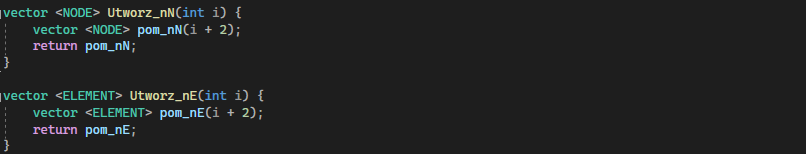 vector <NODE> Utworz_nN(int i) {
    vector <NODE> pom_nN(i + 2);
    return pom_nN;
}

vector <ELEMENT> Utworz_nE(int i) {
    vector <ELEMENT> pom_nE(i + 2);
    return pom_nE;
}